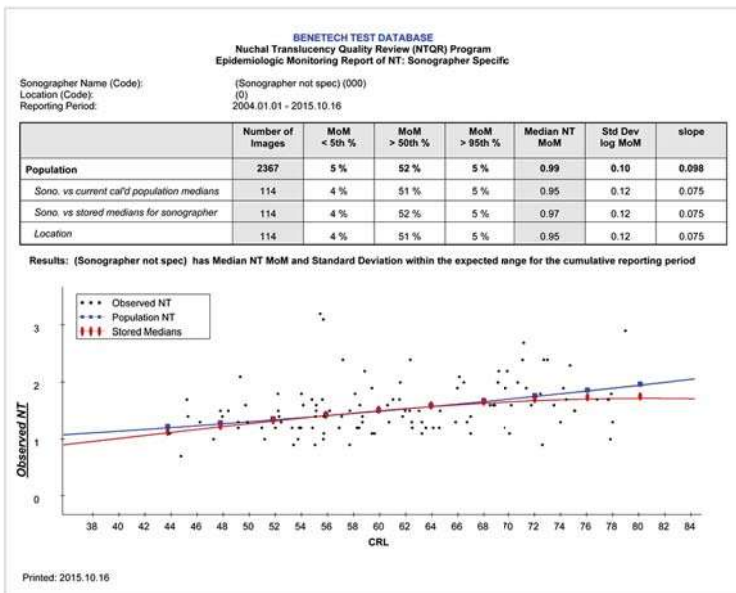 BENETECH TEST DATABASE
Nuchal Translucency Quality Review (NTQR) Program
Epidemiologic Monitoring Report of NT: Sonographer Specific
Sonographer Name (Code): (Sonographer not spec) (000)
Location (Code): (0)
Reporting Period: 2004.01.01 - 2015.10.16
Number of Images MoM < 5th % MoM > 50th % MoM > 95th % Median NT MoM Std Dev log MoM slope
Population 2367 5 % 52 % 5 % 0.99 0.10 0.098
Sono. vs current cal'd population medians 114 4 % 51 % 5 % 0.95 0.12 0.075
Sono. vs stored medians for sonographer 114 4 % 52 % 5 % 0.97 0.12 0.075
Location 114 4 % 51 % 5 % 0.95 0.12 0.075
Results: (Sonographer not spec) has Median NT MoM and Standard Deviation within the expected range for the cumulative reporting period
Observed NT
Population NT
Stored Medians
3
2
1
0
Observed NT
38 40 42 44 46 48 50 52 54 56 58 60 62 64 66 68 70 72 74 76 78 80 82 84
CRL
Printed: 2015.10.16